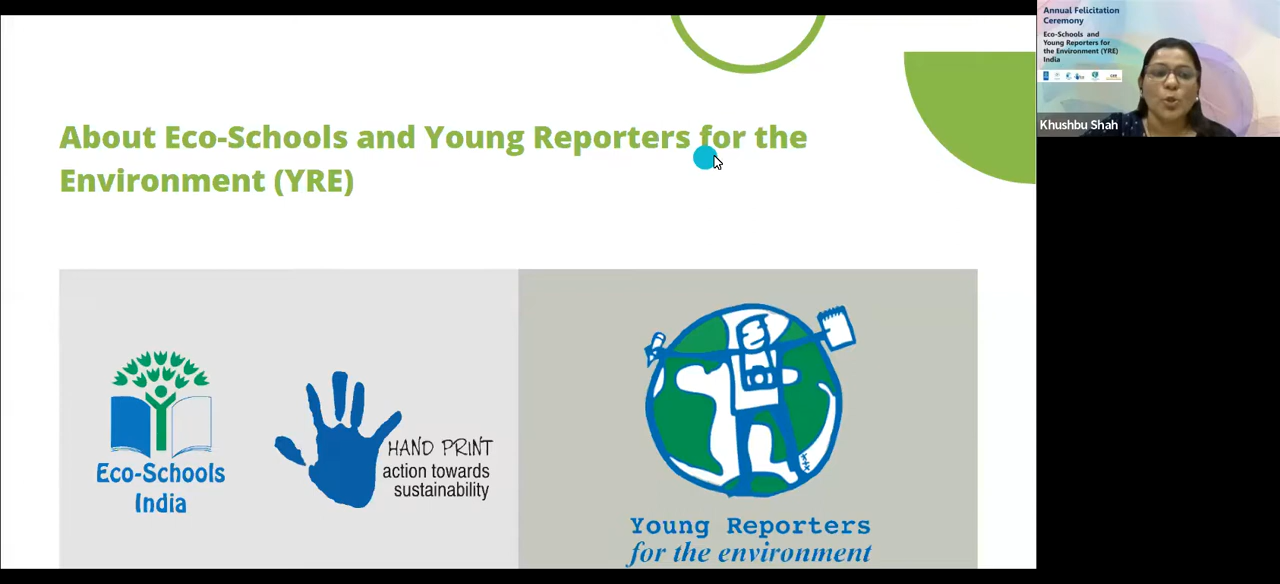 About Eco-Schools and Young Reporters for the
Environment (YRE)
Eco-Schools
India
HAND PRINT
action towards
sustainability
Young Reporters
for the environment
Annual Felicitation
Ceremony
Eco-Schools and
Young Reporters for
the Environment (YRE)
India
Khushbu Shah